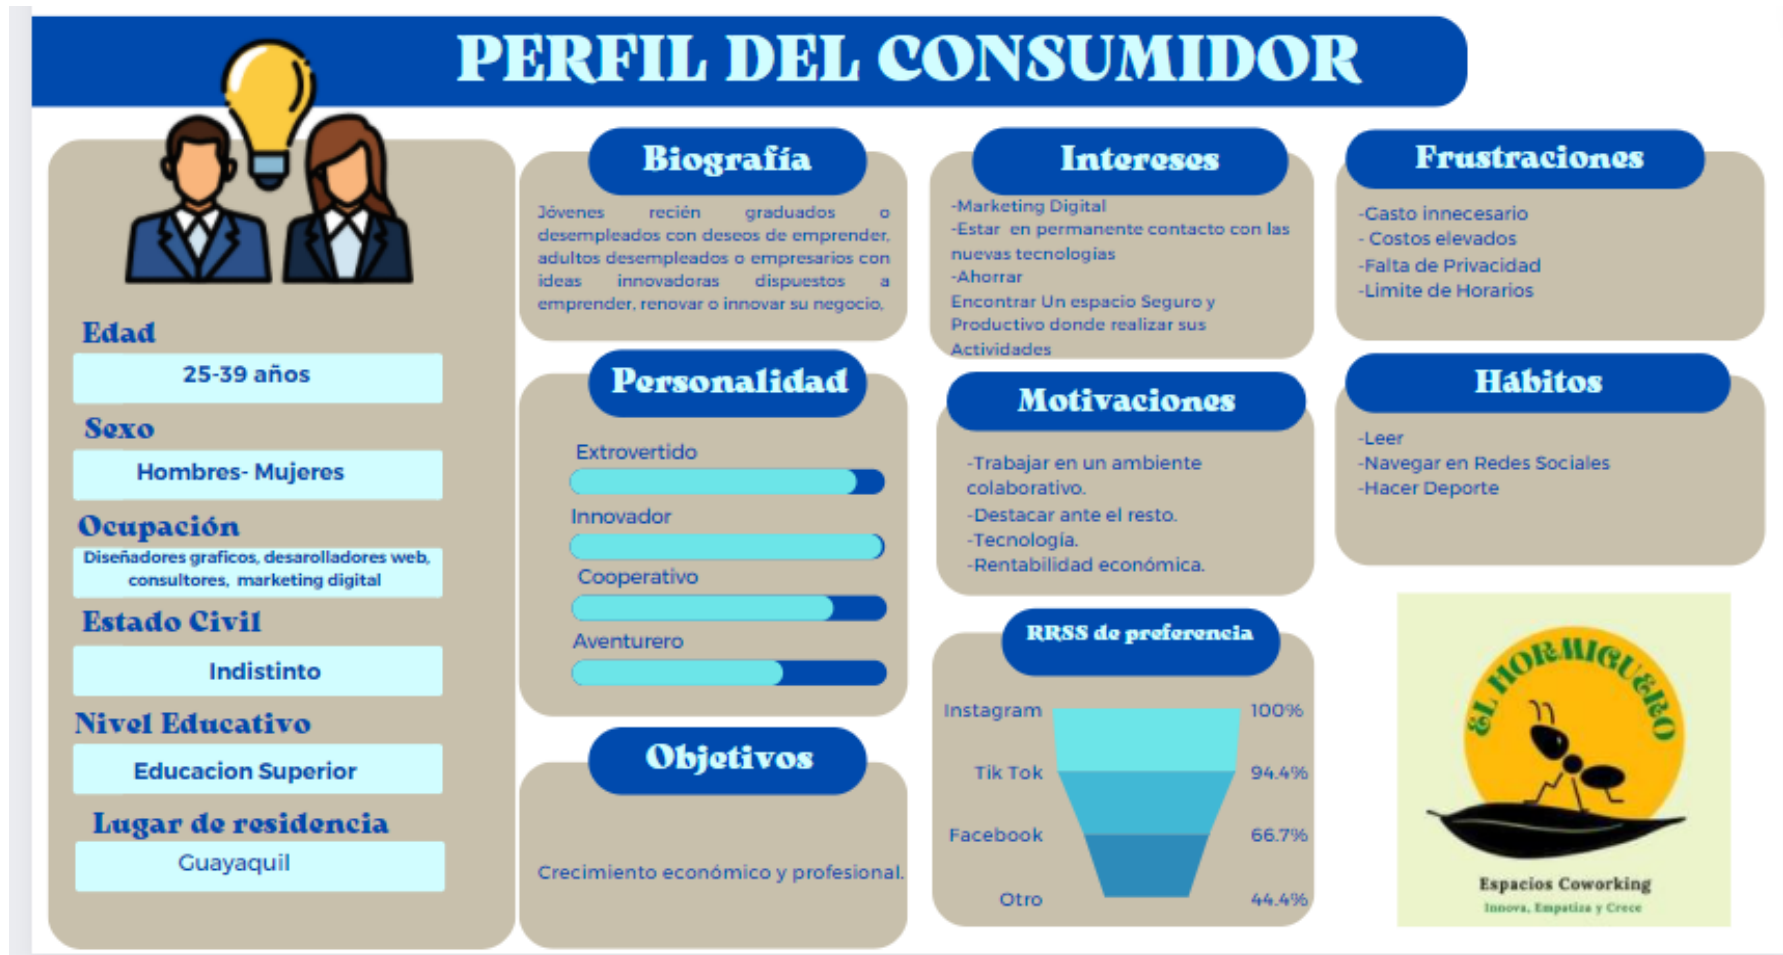 PERFIL DEL CONSUMIDOR
Edad
25-39 años
Sexo
Hombres- Mujeres
Ocupación
Diseñadores graficos, desarolladores web,
consultores, marketing digital
Estado Civil
Indistinto
Nivel Educativo
Educacion Superior
Lugar de residencia
Guayaquil
Biografía
Jóvenes recién graduados o
desempleados con deseos de emprender,
adultos desempleados o empresarios con
ideas innovadoras dispuestos a
emprender, renovar o innovar su negocio,
Personalidad
Extrovertido
Innovador
Cooperativo
Aventurero
Objetivos
Crecimiento económico y profesional.
Intereses
-Marketing Digital
-Estar en permanente contacto con las
nuevas tecnologías
-Ahorrar
Encontrar Un espacio Seguro y
Productivo donde realizar sus
Actividades
Motivaciones
-Trabajar en un ambiente
colaborativo.
-Destacar ante el resto.
-Tecnología.
-Rentabilidad económica.
RRSS de preferencia
Instagram 100%
Tik Tok 94.4%
Facebook 66.7%
Otro 44.4%
Frustraciones
-Gasto innecesario
- Costos elevados
-Falta de Privacidad
-Limite de Horarios
Hábitos
-Leer
-Navegar en Redes Sociales
-Hacer Deporte
EL HORMIGUERO
Espacios Coworking
Innova, Empatiza y Crece